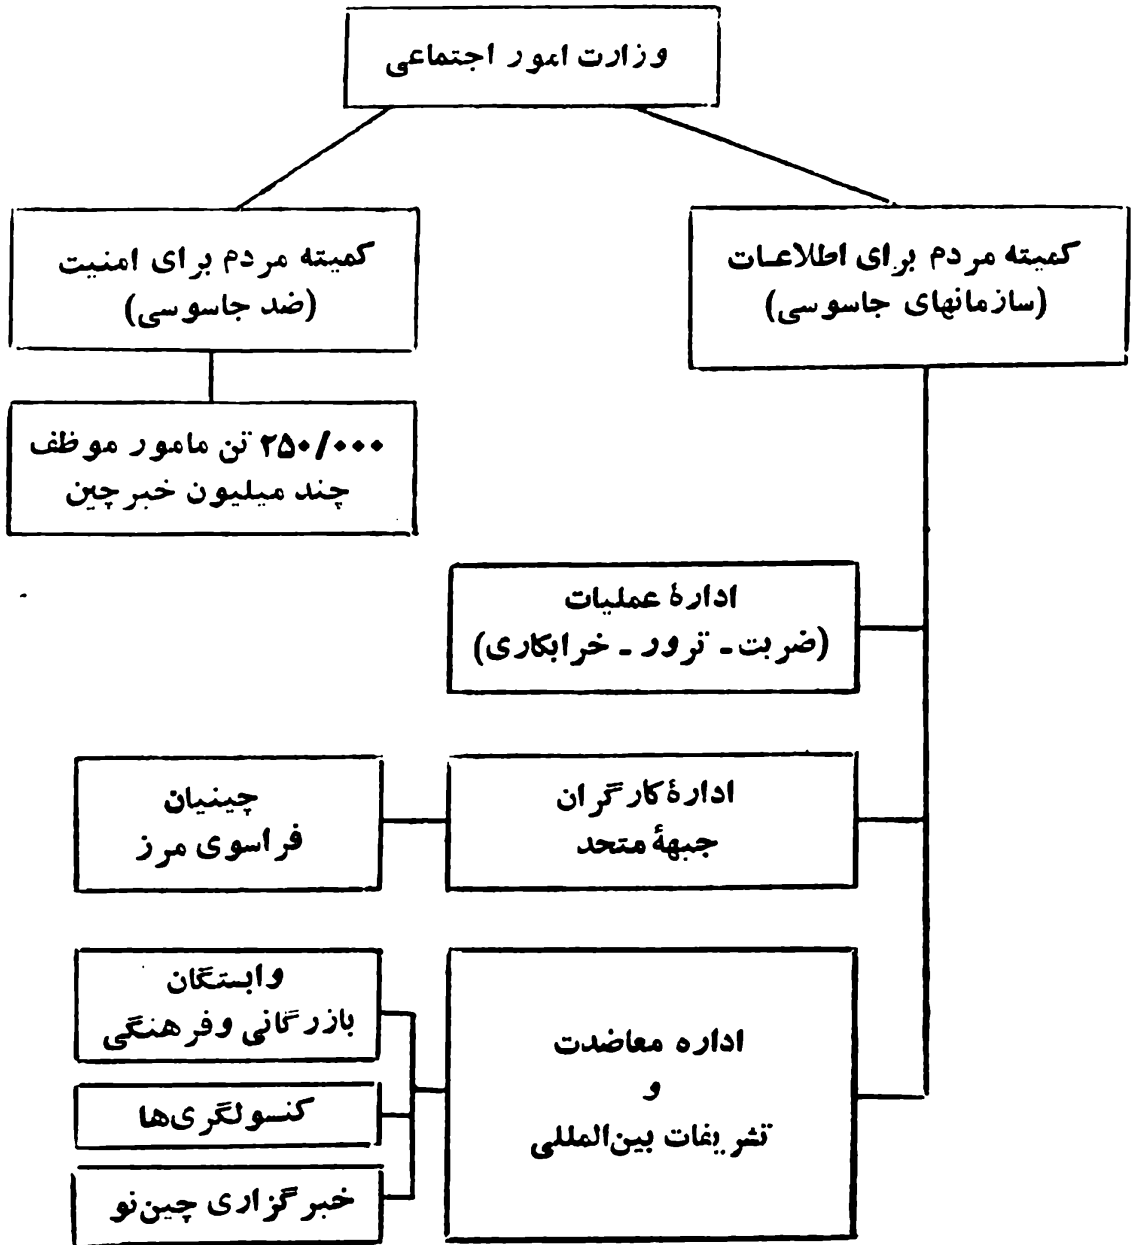 وزارت امور اجتماعی
کمیته مردم برای اطلاعات
(سازمانهای جاسوسی)
کمیته مردم برای امنیت
(ضد جاسوسی)
۲۵۰/۰۰۰ تن مامور موظف
چند میلیون خبرچین
ادارهٔ عملیات
(ضربت - ترور - خرابکاری)
ادارهٔ کارگران
جبههٔ متحد
چینیان
فراسوی مرز
اداره معاضدت
و
تشریفات بین‌المللی
وابستگان
بازرگانی و فرهنگی
کنسولگری‌ها
خبرگزاری چین‌نو